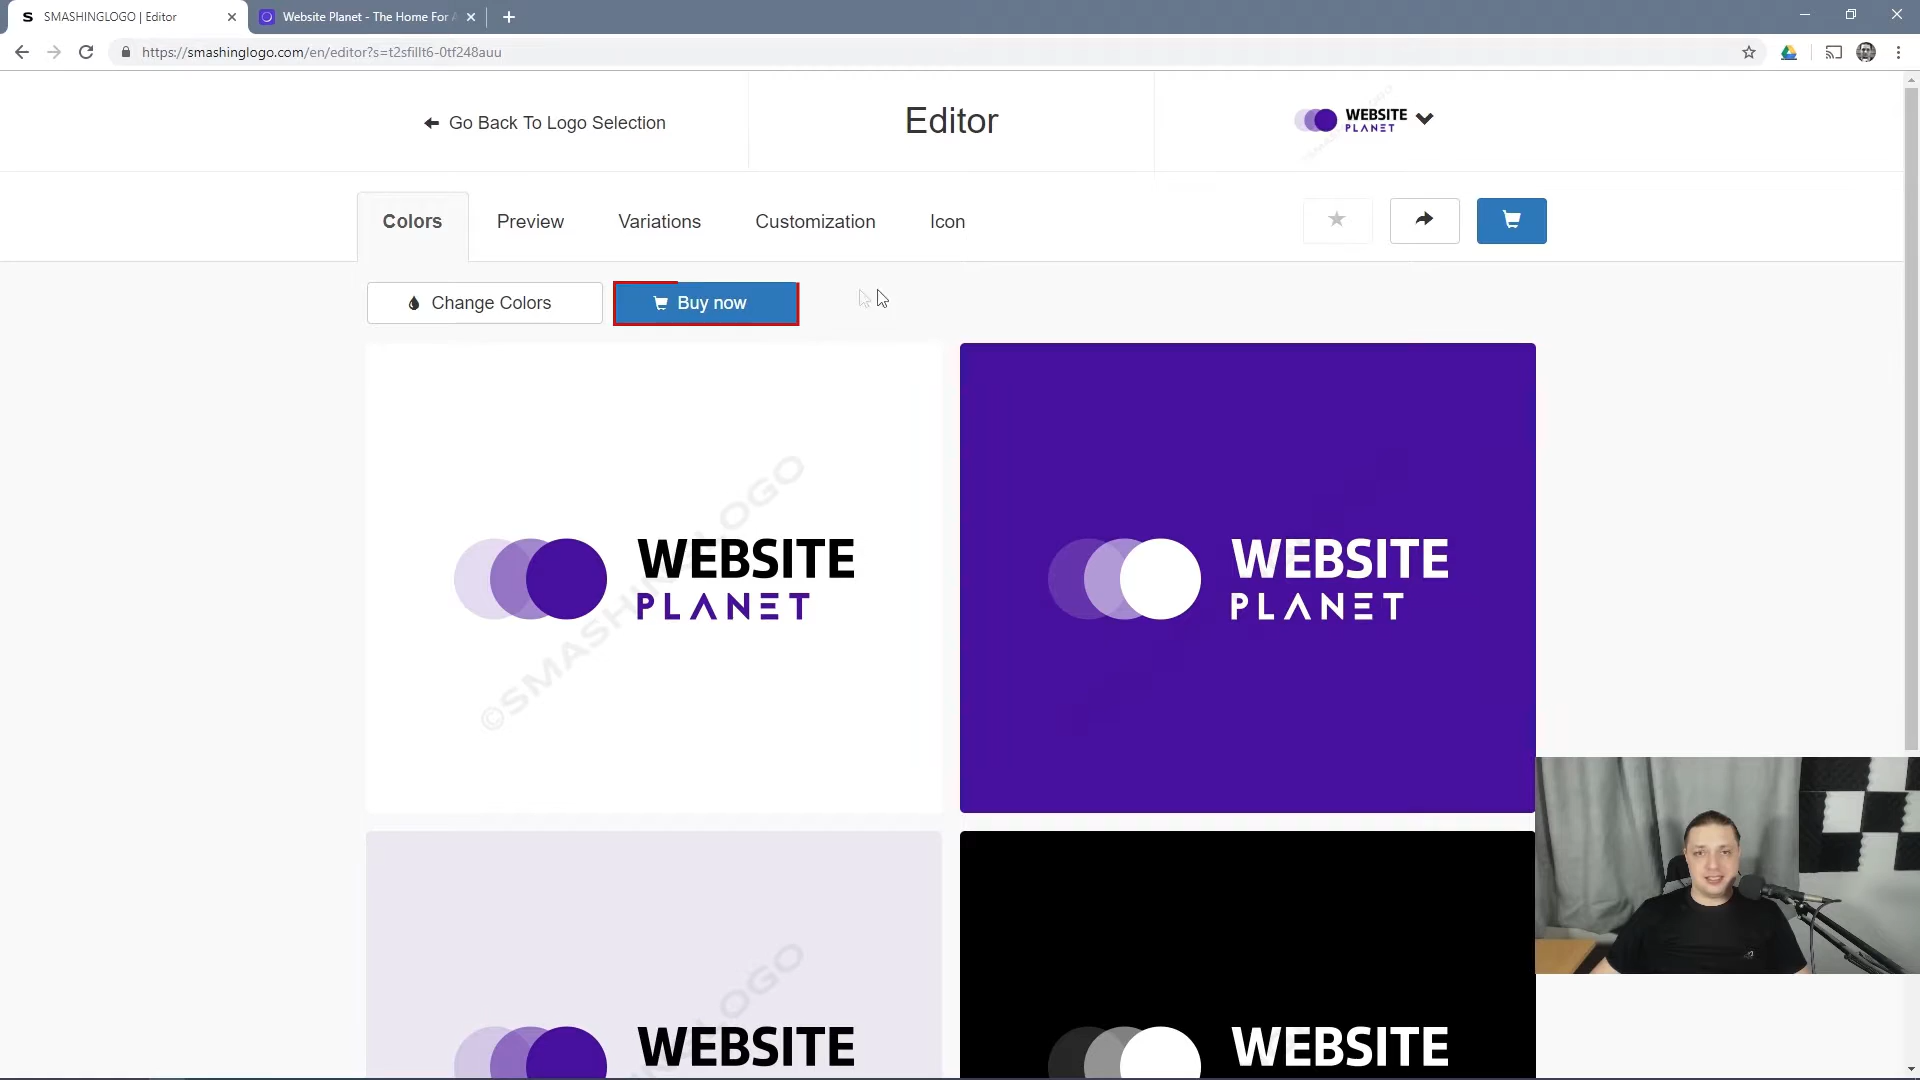 S SMASHINGLOGO | Editor
Website Planet - The Home For
https://smashinglogo.com/en/editor?s=t2sfillt6-0tf248auu
Go Back To Logo Selection
Editor
WEBSITE
PLANET
Colors
Preview
Variations
Customization
Icon
Change Colors
Buy now
©SMASHINGLOGO
WEBSITE
PLANET
WEBSITE
PLANET
WEBSITE
WEBSITE